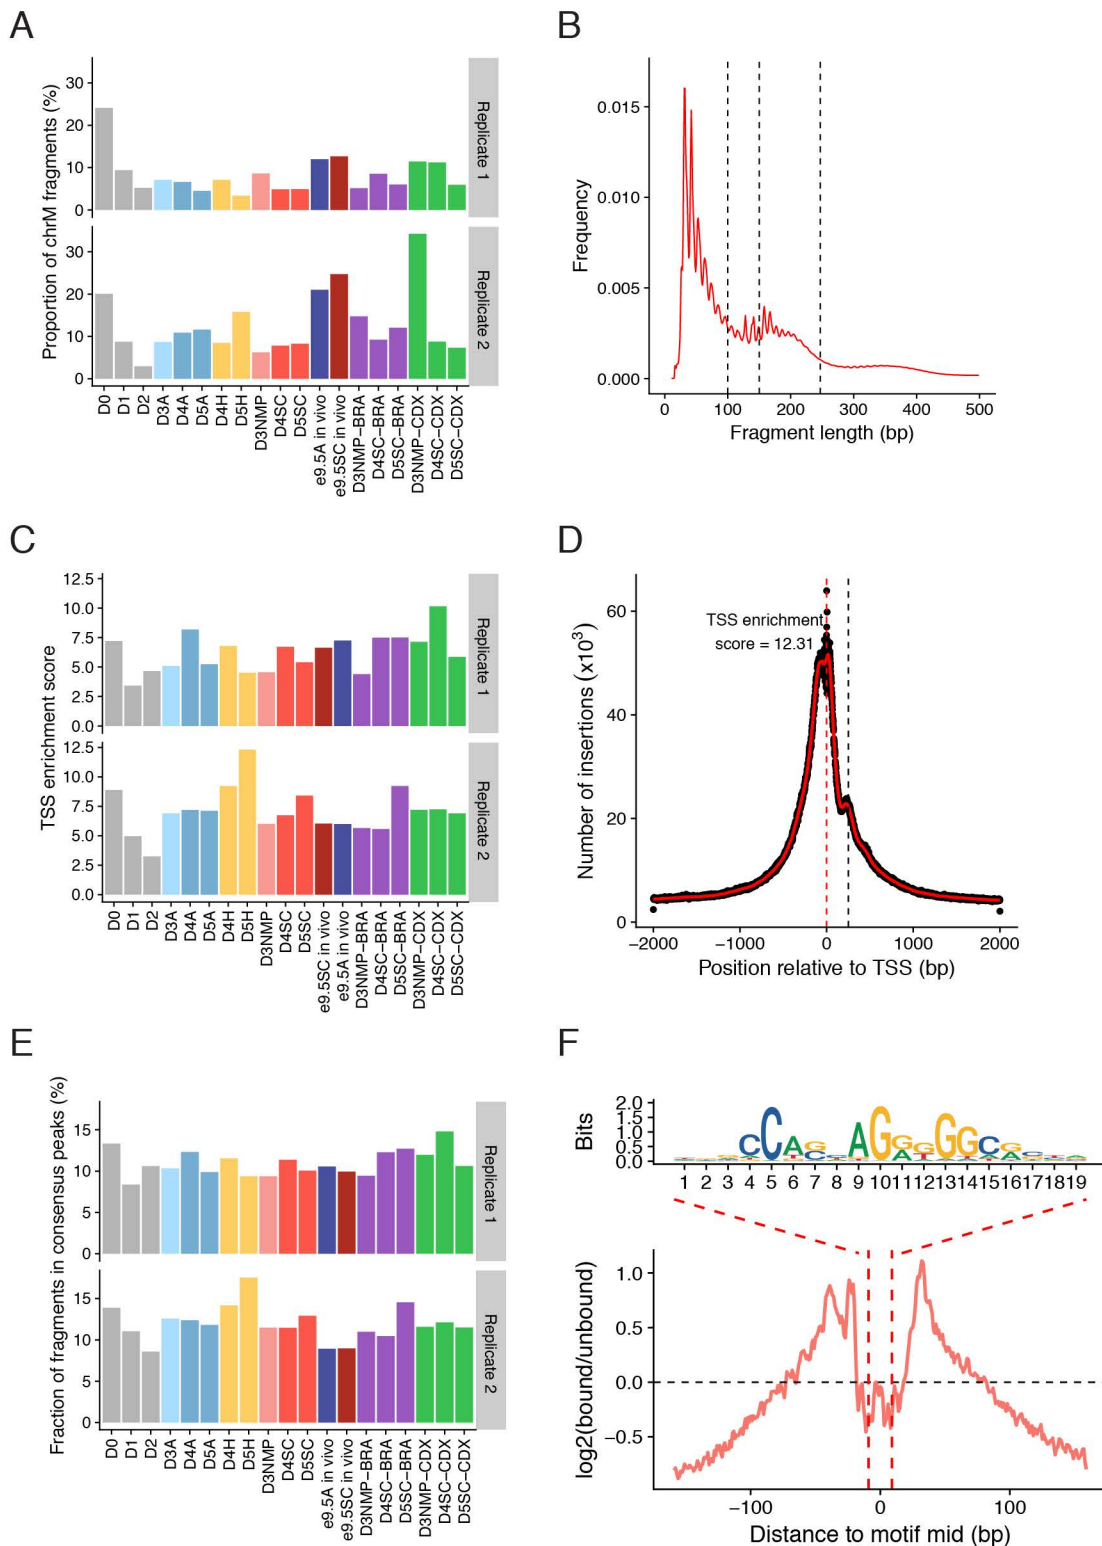 A
Proportion of chrM fragments (%)
30
20
10
0
Replicate 1
30
20
10
0
Replicate 2
D0
D1
D2
D3A
D4A
D5A
D4H
D5H
D3NMP
D4SC
D5SC
e9.5A in vivo
e9.5SC in vivo
D3NMP−BRA
D4SC−BRA
D5SC−BRA
D3NMP−CDX
D4SC−CDX
D5SC−CDX
B
Frequency
0.015
0.010
0.005
0.000
0 100 200 300 400 500
Fragment length (bp)
C
TSS enrichment score
12.5
10.0
7.5
5.0
2.5
0.0
Replicate 1
12.5
10.0
7.5
5.0
2.5
0.0
Replicate 2
D0
D1
D2
D3A
D4A
D5A
D4H
D5H
D3NMP
D4SC
D5SC
e9.5SC in vivo
e9.5A in vivo
D3NMP−BRA
D4SC−BRA
D5SC−BRA
D3NMP−CDX
D4SC−CDX
D5SC−CDX
D
Number of insertions (x10³)
60
40
20
0
TSS enrichment
score = 12.31
−2000 −1000 0 1000 2000
Position relative to TSS (bp)
E
Fraction of fragments in consensus peaks (%)
15
10
5
0
Replicate 1
15
10
5
0
Replicate 2
D0
D1
D2
D3A
D4A
D5A
D4H
D5H
D3NMP
D4SC
D5SC
e9.5A in vivo
e9.5SC in vivo
D3NMP−BRA
D4SC−BRA
D5SC−BRA
D3NMP−CDX
D4SC−CDX
D5SC−CDX
F
Bits
2.0
1.5
1.0
0.5
0.0
1 2 3 4 5 6 7 8 9 10 11 12 13 14 15 16 17 18 19
log2(bound/unbound)
1.0
0.5
0.0
−0.5
−100 0 100
Distance to motif mid (bp)